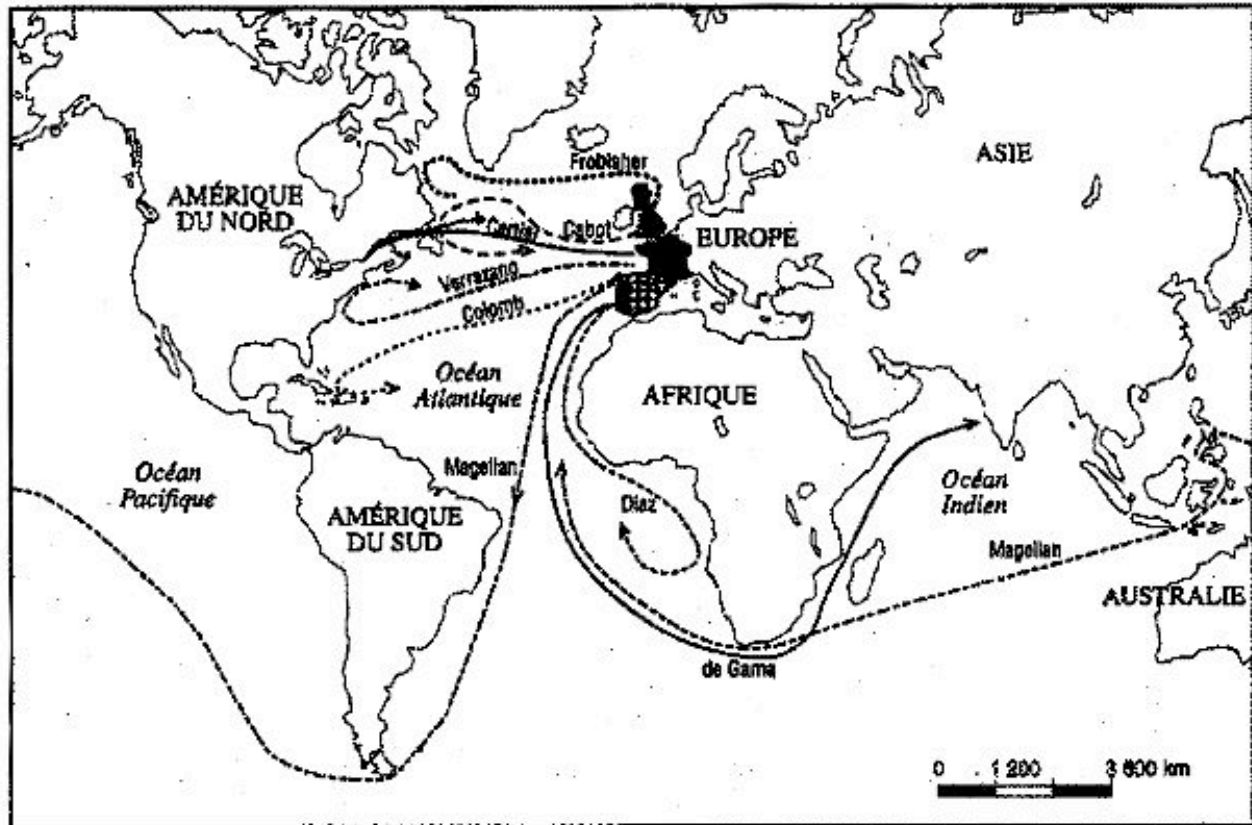 Frobisher
ASIE
AMÉRIQUE
DU NORD
Cartier
Cabot
EUROPE
Verrazano
Colomb
Océan
Atlantique
AFRIQUE
Océan
Pacifique
Magellan
A
Diaz
Océan
Indien
AMÉRIQUE
DU SUD
Magellan
AUSTRALIE
de Gama
0 1 200 3 600 km